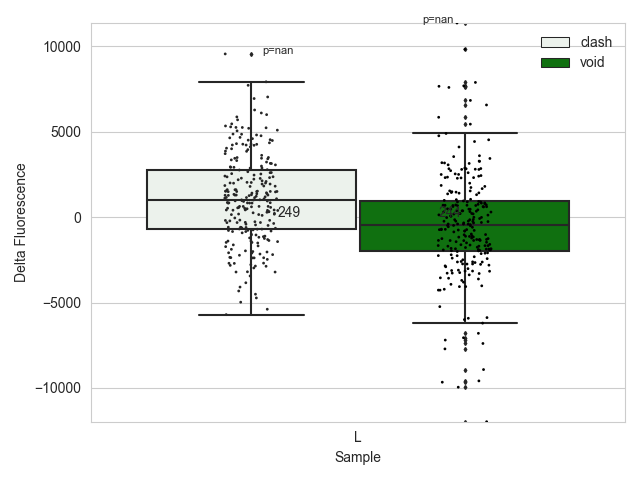 p=nan
p=nan
clash
void
10000
5000
0
−5000
−10000
249
Delta Fluorescence
L
Sample